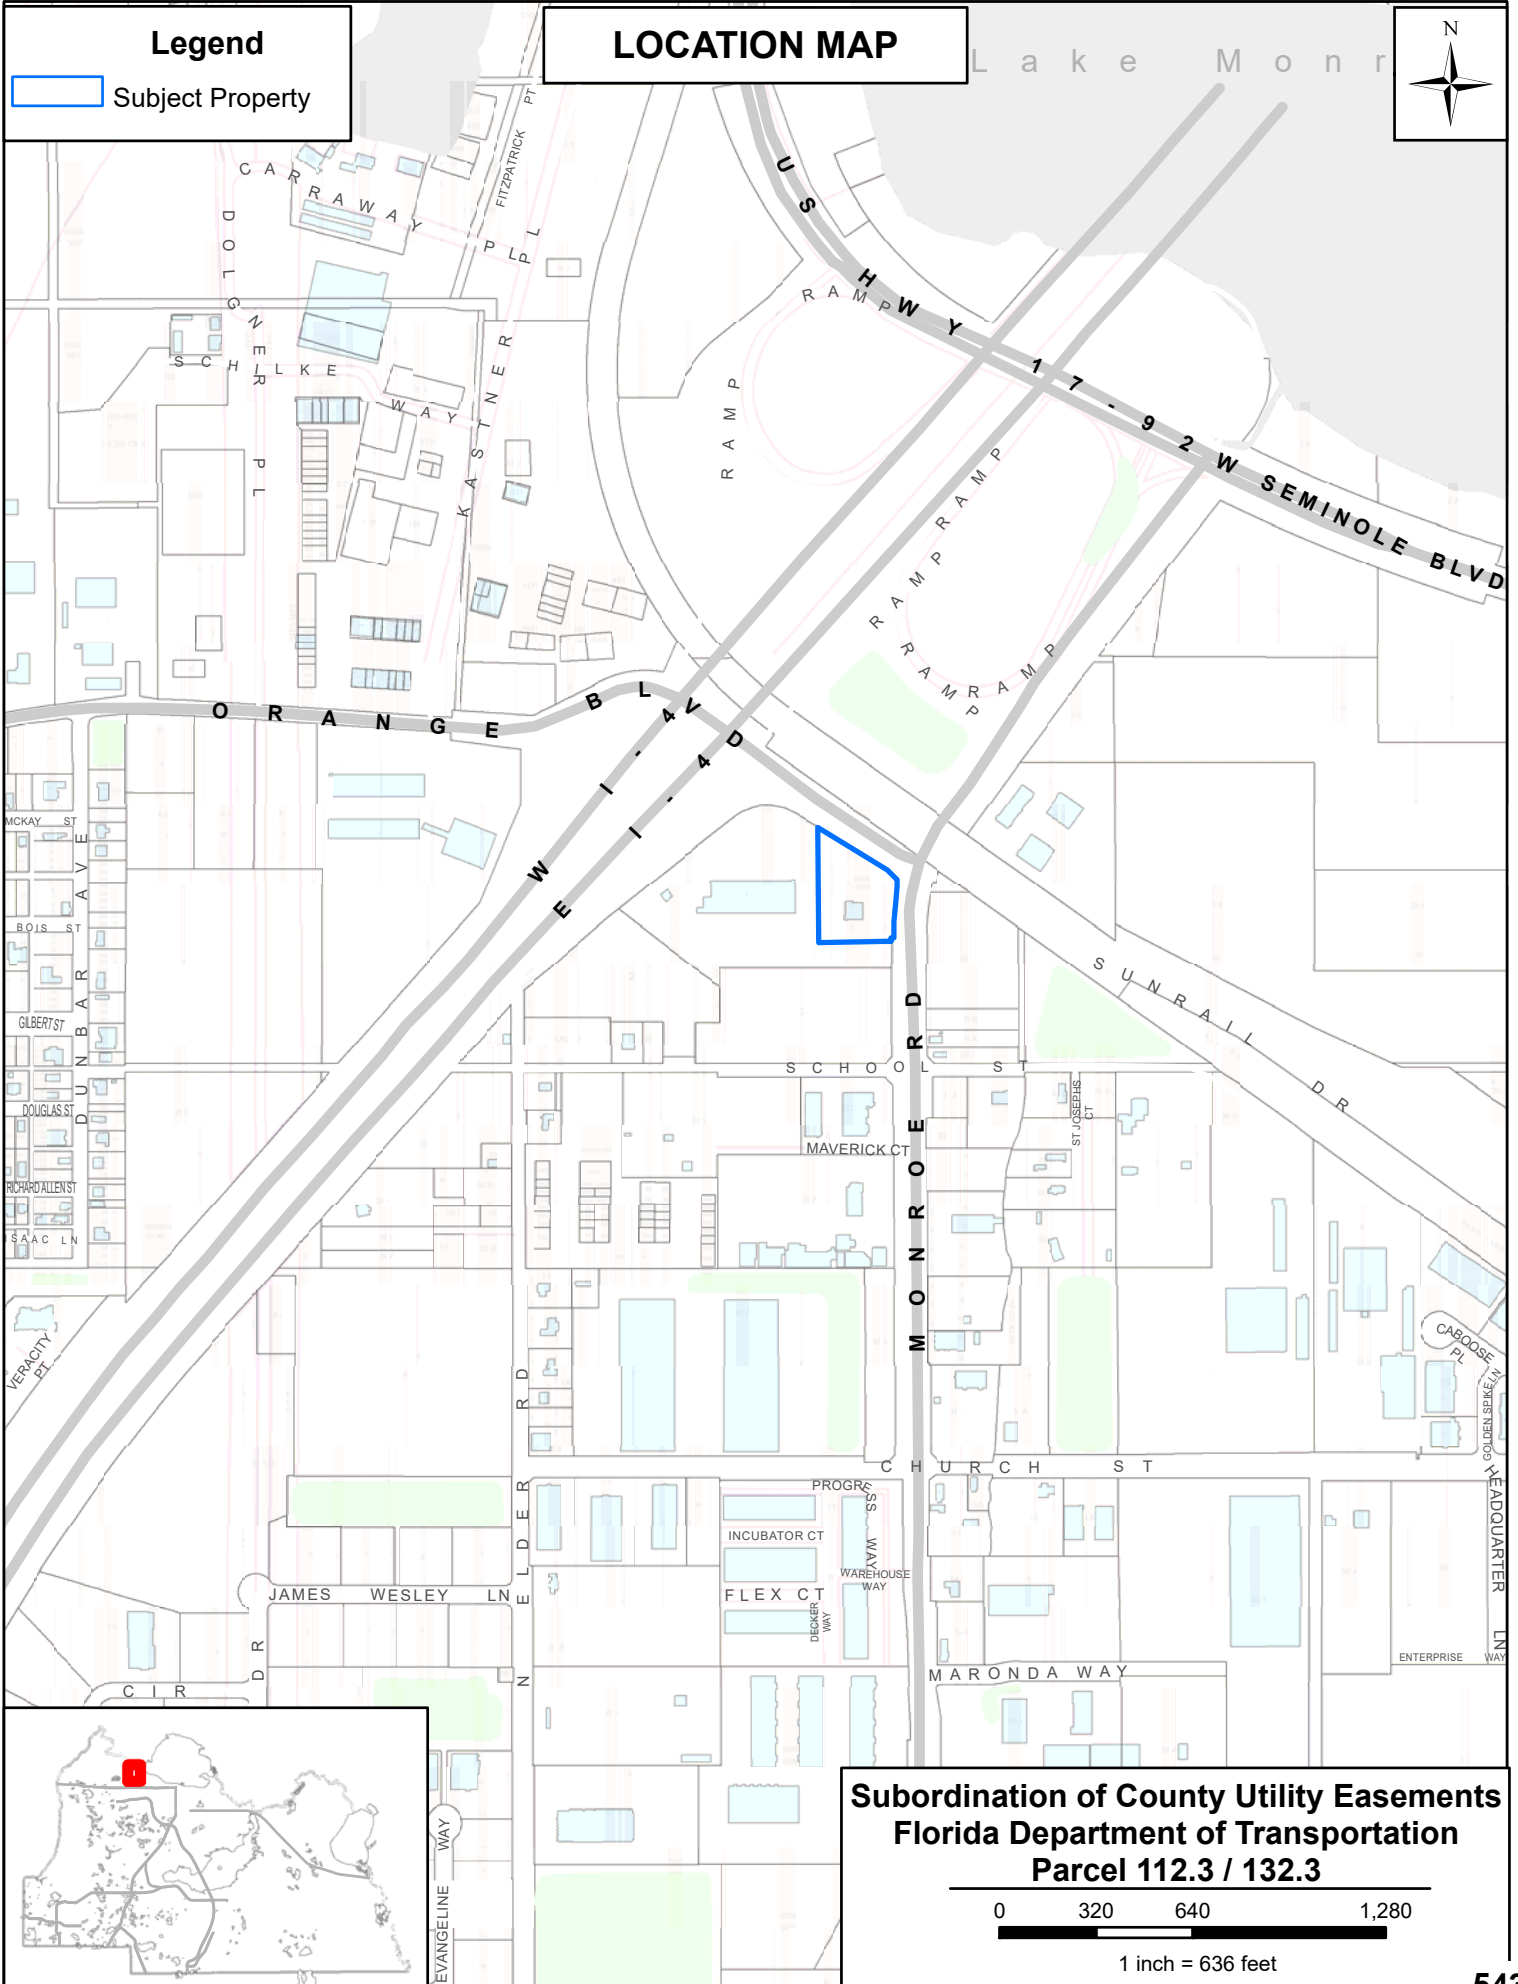 Legend
Subject Property
LOCATION MAP
Lake Monr
N
CARRAWAY PL
FITZPATRICK PT
DOLGNER PL
SCHILKE WAY
KASTNER PL
US HWY 17-92 W SEMINOLE BLVD
RAMP
RAMP
RAMP
RAMP
RAMP
RAMP
ORANGE BLVD
W I-4
E I-4
MCKAY ST
BOIS ST
DUNBAR AVE
GILBERT ST
DOUGLAS ST
RICHARD ALLEN ST
ISAAC LN
VERACITY PT
SUNRAIL DR
SCHOOL ST
ST JOSEPHS CT
MAVERICK CT
MONROE RD
CABOOSE PL
GOLDEN SPIKE LN
CHURCH ST
HEADQUARTER LN
N ELDER RD
PROGRESS WAY
INCUBATOR CT
WAREHOUSE WAY
FLEX CT
DECKER WAY
JAMES WESLEY LN
DR
CIR
ENTERPRISE WAY
MARONDA WAY
EVANGELINE WAY
Subordination of County Utility Easements
Florida Department of Transportation
Parcel 112.3 / 132.3
0 320 640 1,280
1 inch = 636 feet